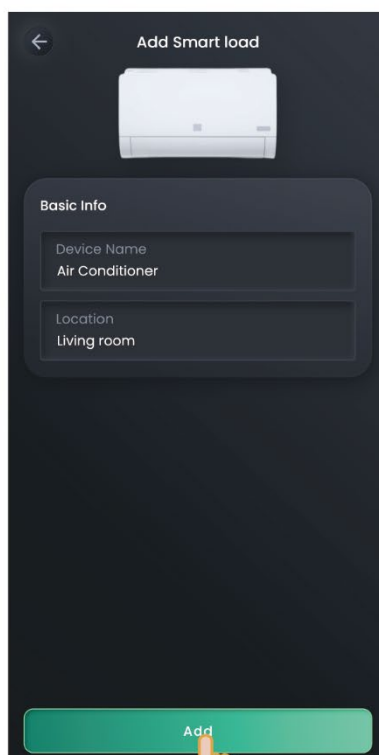 Add Smart load
Basic Info
Device Name
Air Conditioner
Location
Living room
Add